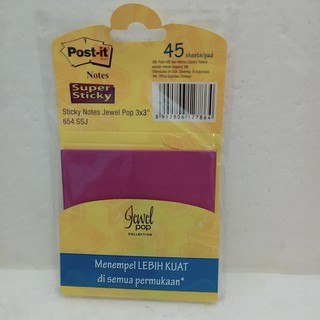 Post-it
Notes
Super
Sticky
45 sheets/pad
Sticky Notes Jewel Pop 3x3"
654 SSJ
Jewel
pop
COLLECTION
Menempel LEBIH KUAT
di semua permukaan*